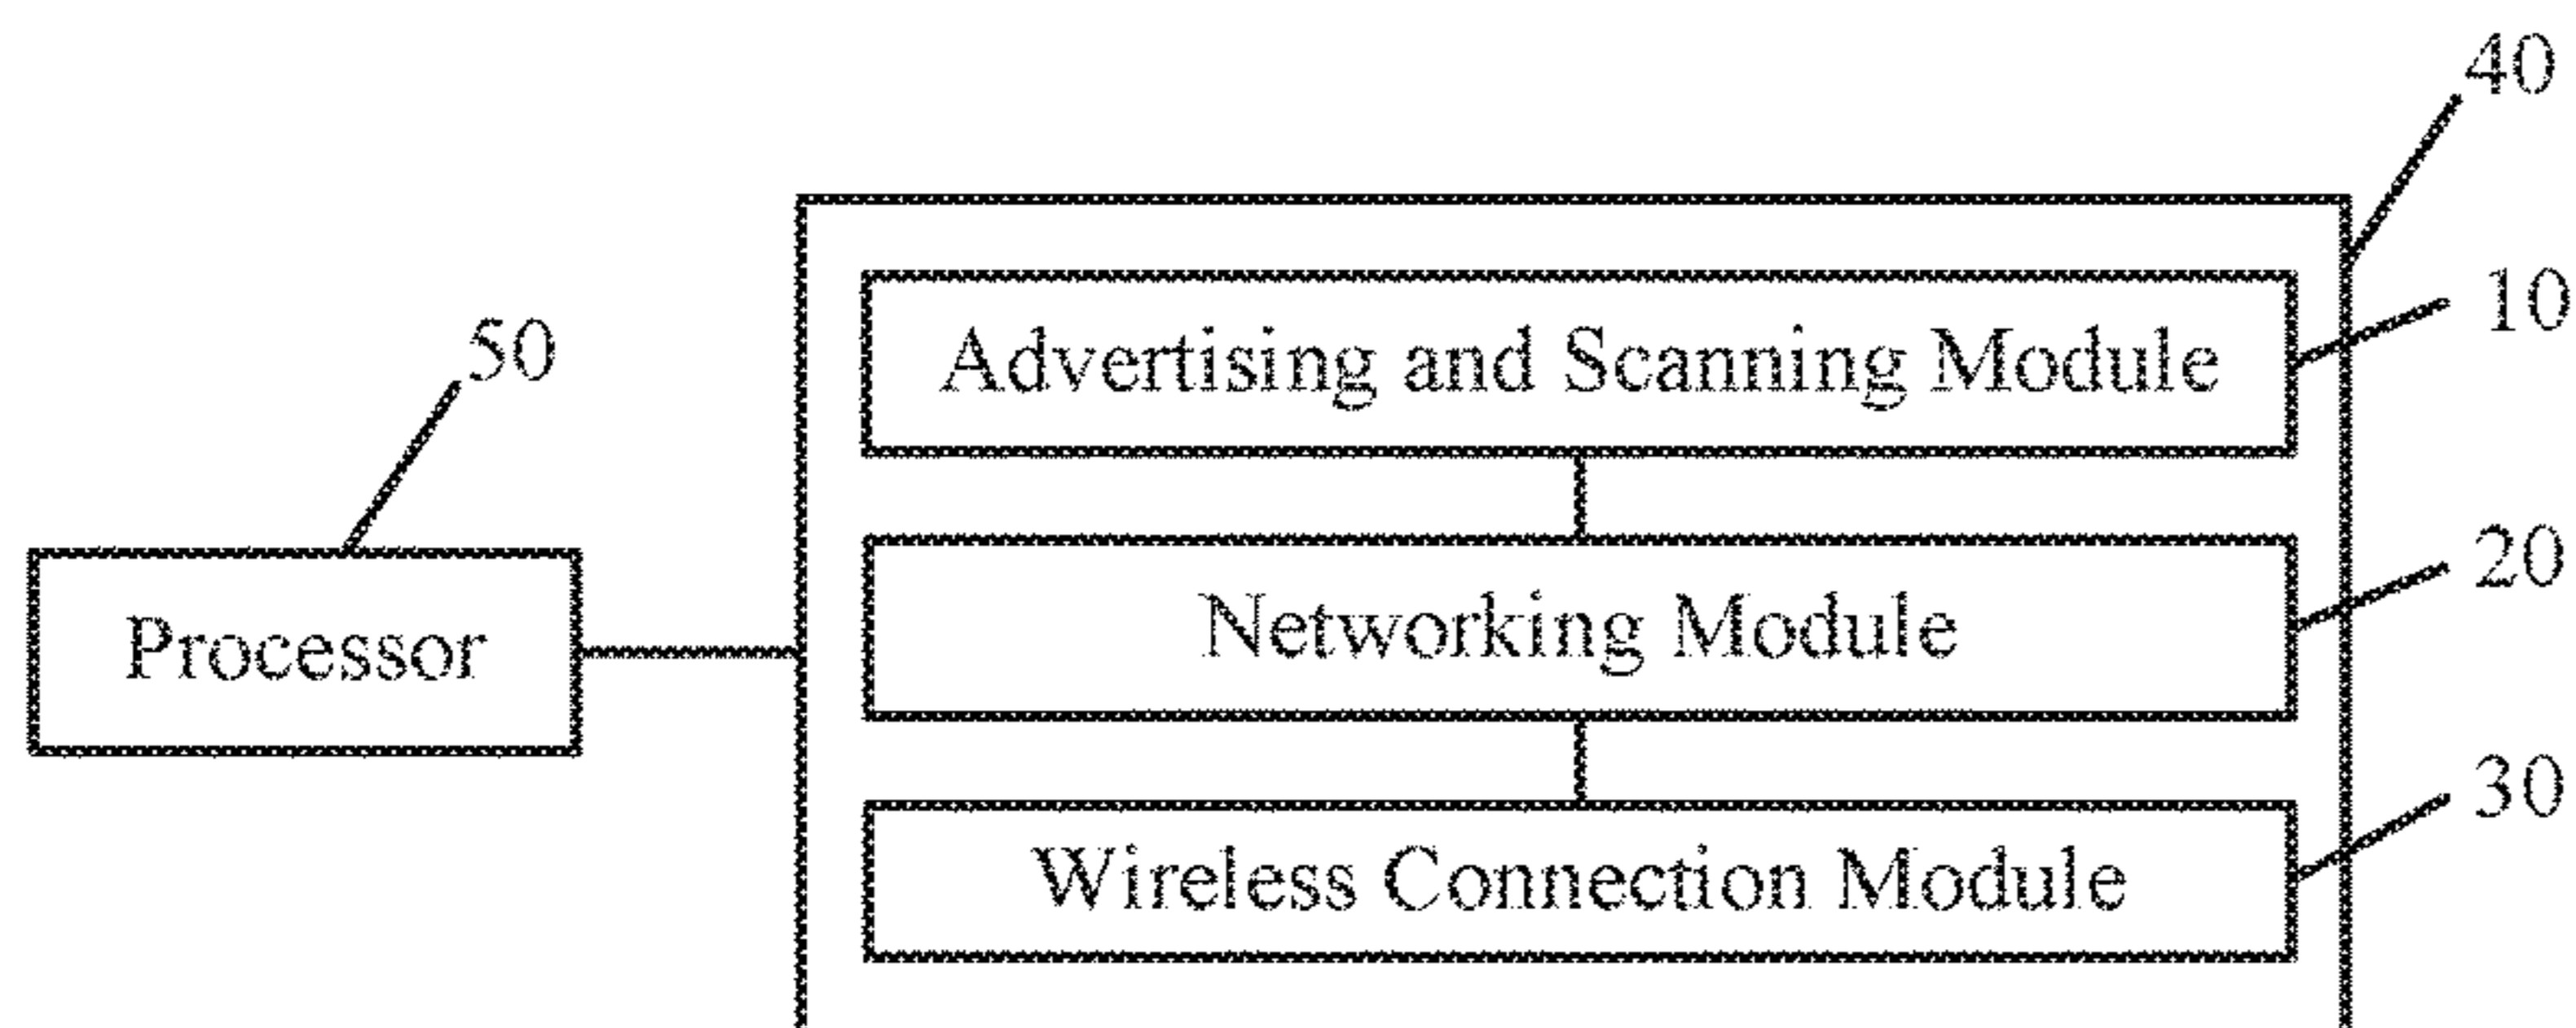 40
Advertising and Scanning Module
10
50
Networking Module
20
Processor
Wireless Connection Module
30